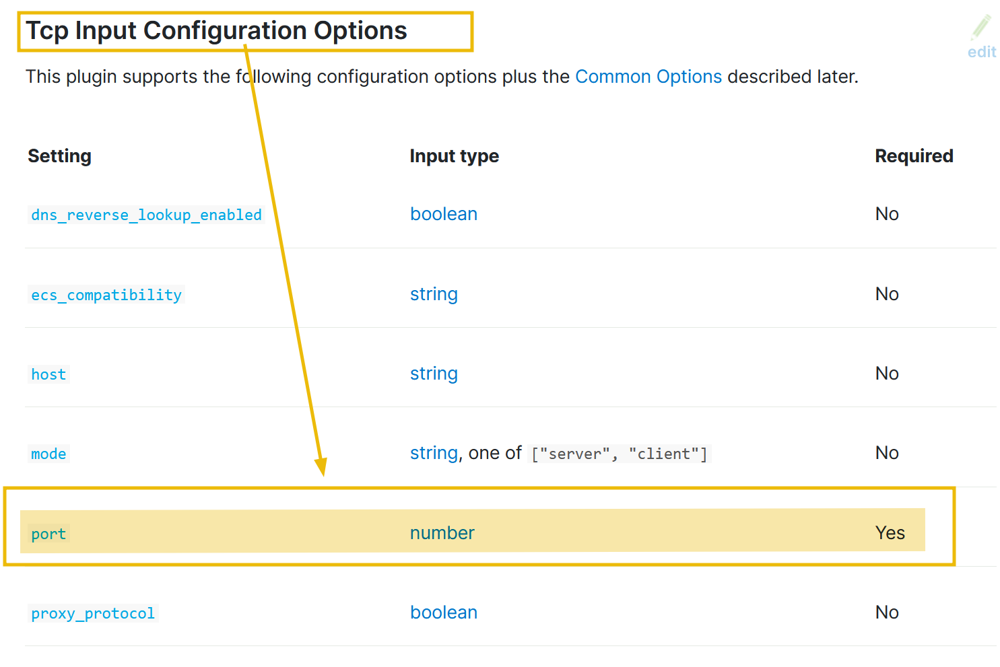 Tcp Input Configuration Options
edit
This plugin supports the following configuration options plus the Common Options described later.
Setting Input type Required
dns_reverse_lookup_enabled boolean No
ecs_compatibility string No
host string No
mode string, one of ["server", "client"] No
port number Yes
proxy_protocol boolean No